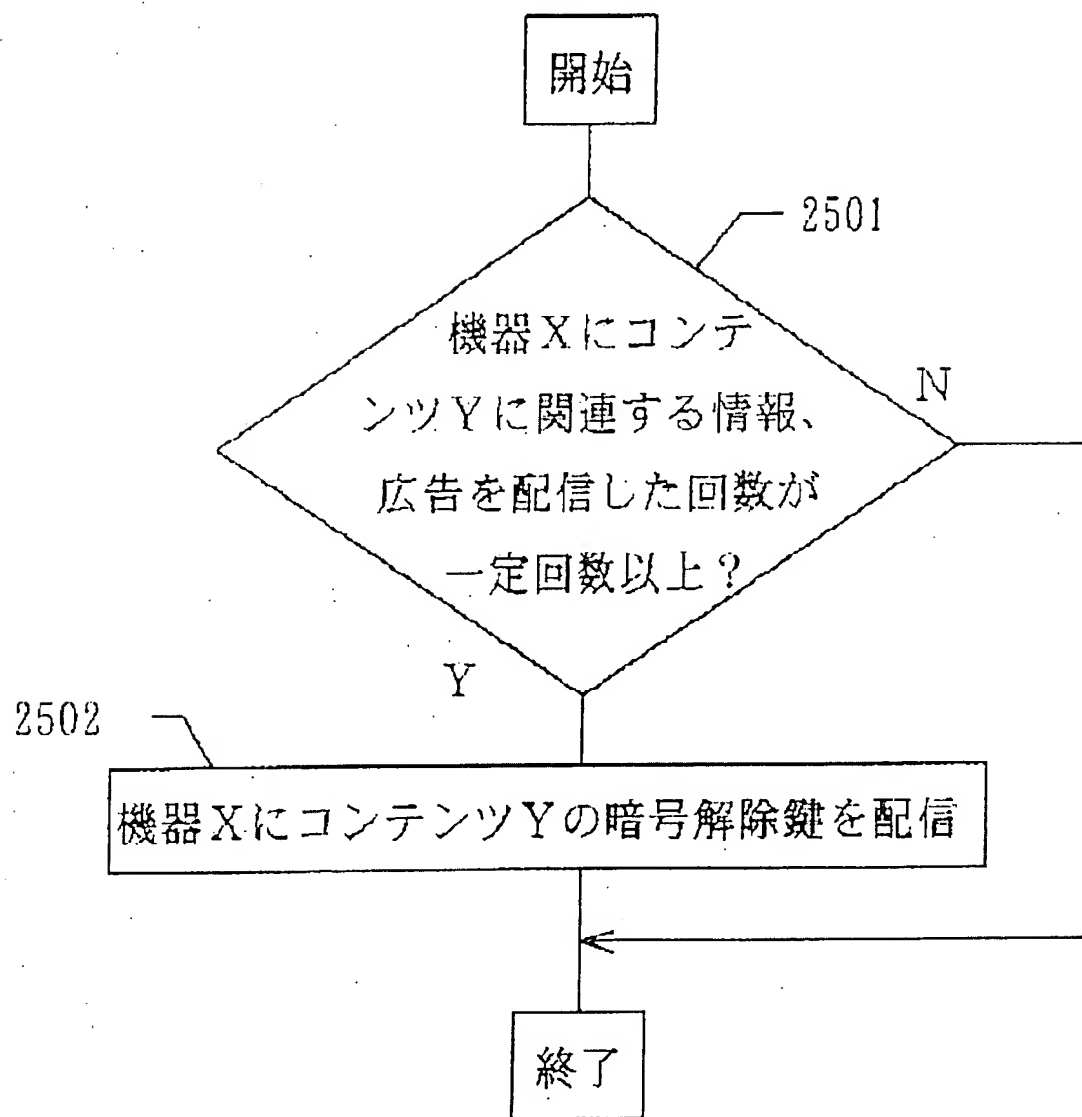 開始
2501
機器Xにコンテ
ンツYに関連する情報、
広告を配信した回数が
一定回数以上？
N
Y
2502
機器XにコンテンツYの暗号解除鍵を配信
終了